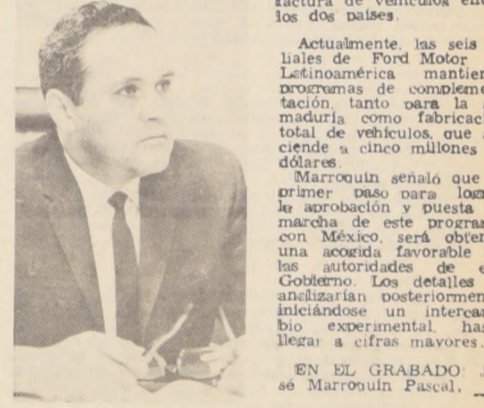 factura de vehículos en
los dos países.
Actualmente, las seis
liales de Ford Motor
Latinoamérica mantien
programas de compleme
tación, tanto para la
maduría como fabricac
total de vehículos, que
ciende a cinco millones
dólares.
Marroquín señaló que
primer paso para log
la aprobación y puesta
marcha de este progra
con México, será obte
una acogida favorable
las autoridades de e
Gobierno. Los detalles
analizarían posteriormen
iniciándose un interca
bio experimental, has
llegar a cifras mayores.
EN EL GRABADO:
sé Marroquín Pascal,